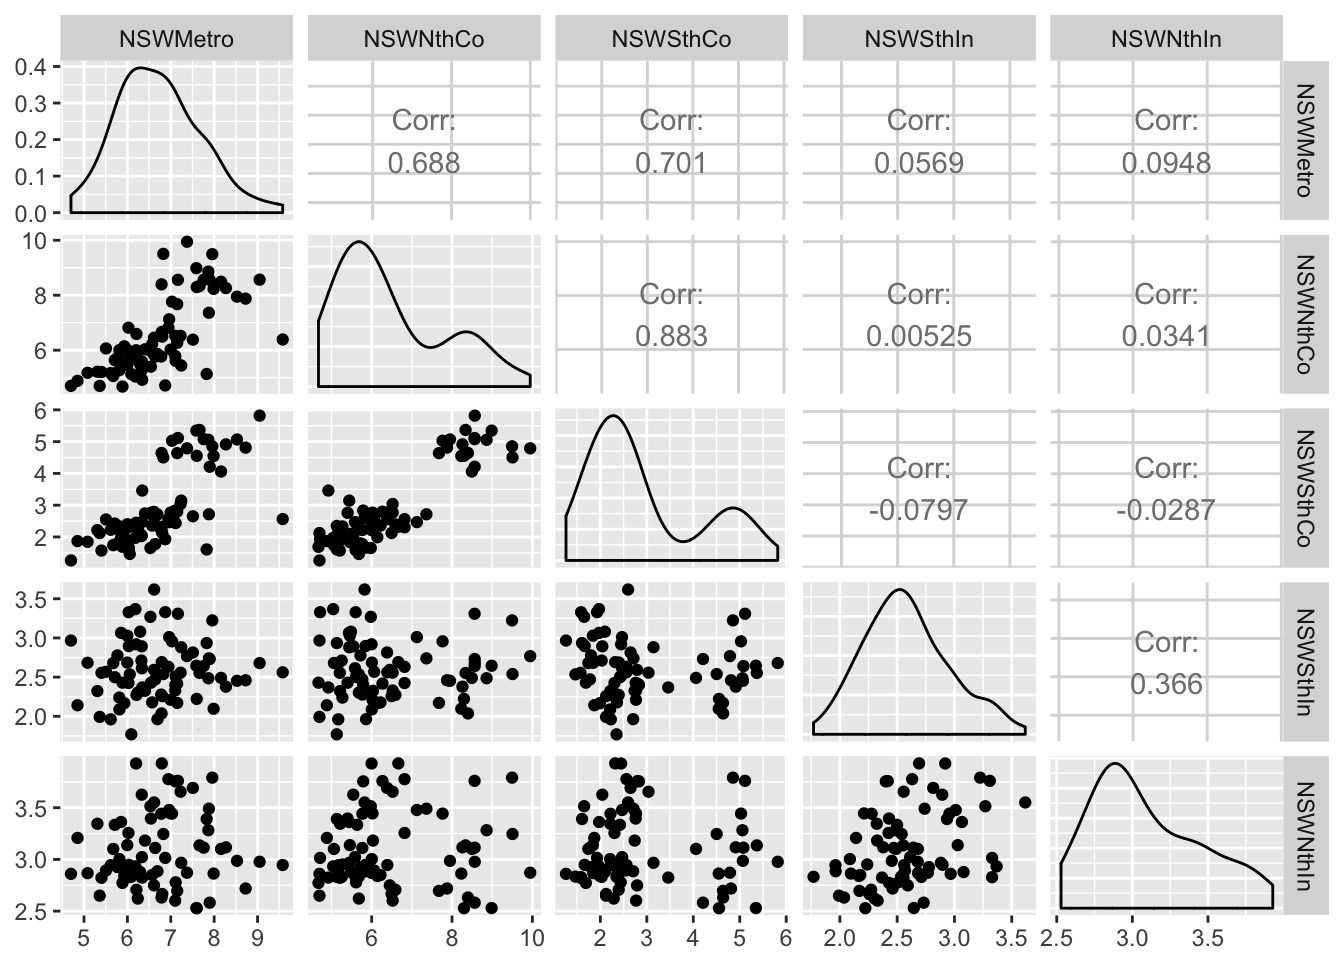 NSWMetro NSWNthCo NSWSthCo NSWSthIn NSWNthIn
0.4
0.3
0.2
0.1
0.0
Corr:
0.688
Corr:
0.701
Corr:
0.0569
Corr:
0.0948
NSWMetro
10
8
6
Corr:
0.883
Corr:
0.00525
Corr:
0.0341
NSWNthCo
6
5
4
3
2
Corr:
-0.0797
Corr:
-0.0287
NSWSthCo
3.5
3.0
2.5
2.0
Corr:
0.366
NSWSthIn
3.5
3.0
2.5
NSWNthIn
5 6 7 8 9 6 8 10 2 3 4 5 6 2.0 2.5 3.0 3.5 2.5 3.0 3.5